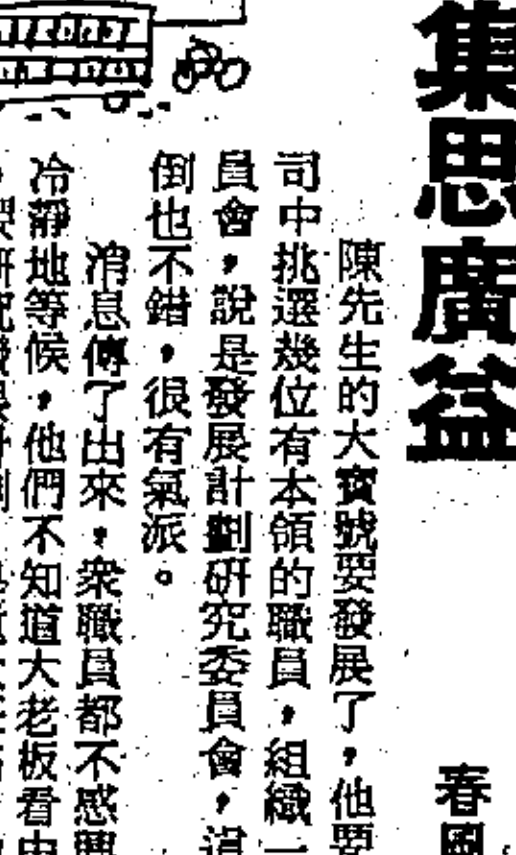 集思廣益
春
陳先生的大寶號要發展了，他要
司中挑選幾位有本領的職員，組織一
員會，說是發展計劃研究委員會，這
倒也不錯，很有氣派。
消息傳了出來，衆職員都不感興
冷靜地等候，他們不知道大老板看中